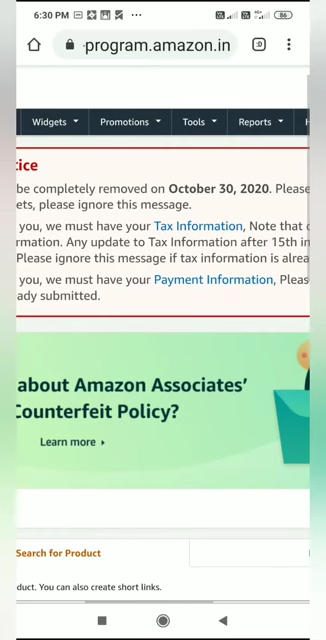 6:30 PM
86
-program.amazon.in
:D
Widgets Promotions Tools Reports H
tice
be completely removed on October 30, 2020. Please
ets, please ignore this message.
you, we must have your Tax Information, Note that
rmation. Any update to Tax Information after 15th in
Please ignore this message if tax information is alrea
you, we must have your Payment Information, Pleas
ady submitted.
about Amazon Associates'
Counterfeit Policy?
Learn more
Search for Product
duct. You can also create short links.